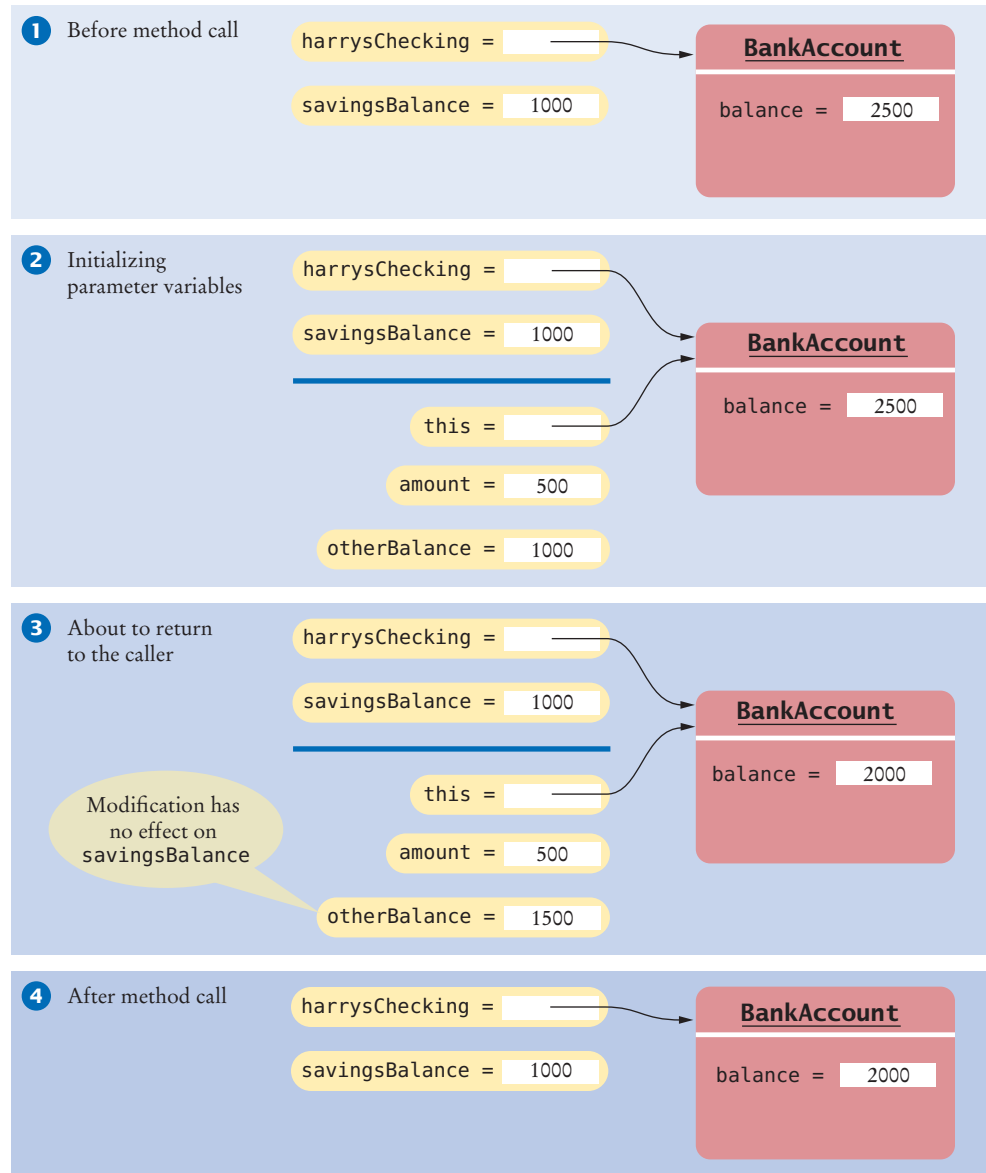 1 Before method call
harrysChecking =
savingsBalance = 1000
BankAccount
balance = 2500
2 Initializing
parameter variables
harrysChecking =
savingsBalance = 1000
this =
amount = 500
otherBalance = 1000
BankAccount
balance = 2500
3 About to return
to the caller
harrysChecking =
savingsBalance = 1000
this =
amount = 500
otherBalance = 1500
Modification has
no effect on
savingsBalance
BankAccount
balance = 2000
4 After method call
harrysChecking =
savingsBalance = 1000
BankAccount
balance = 2000